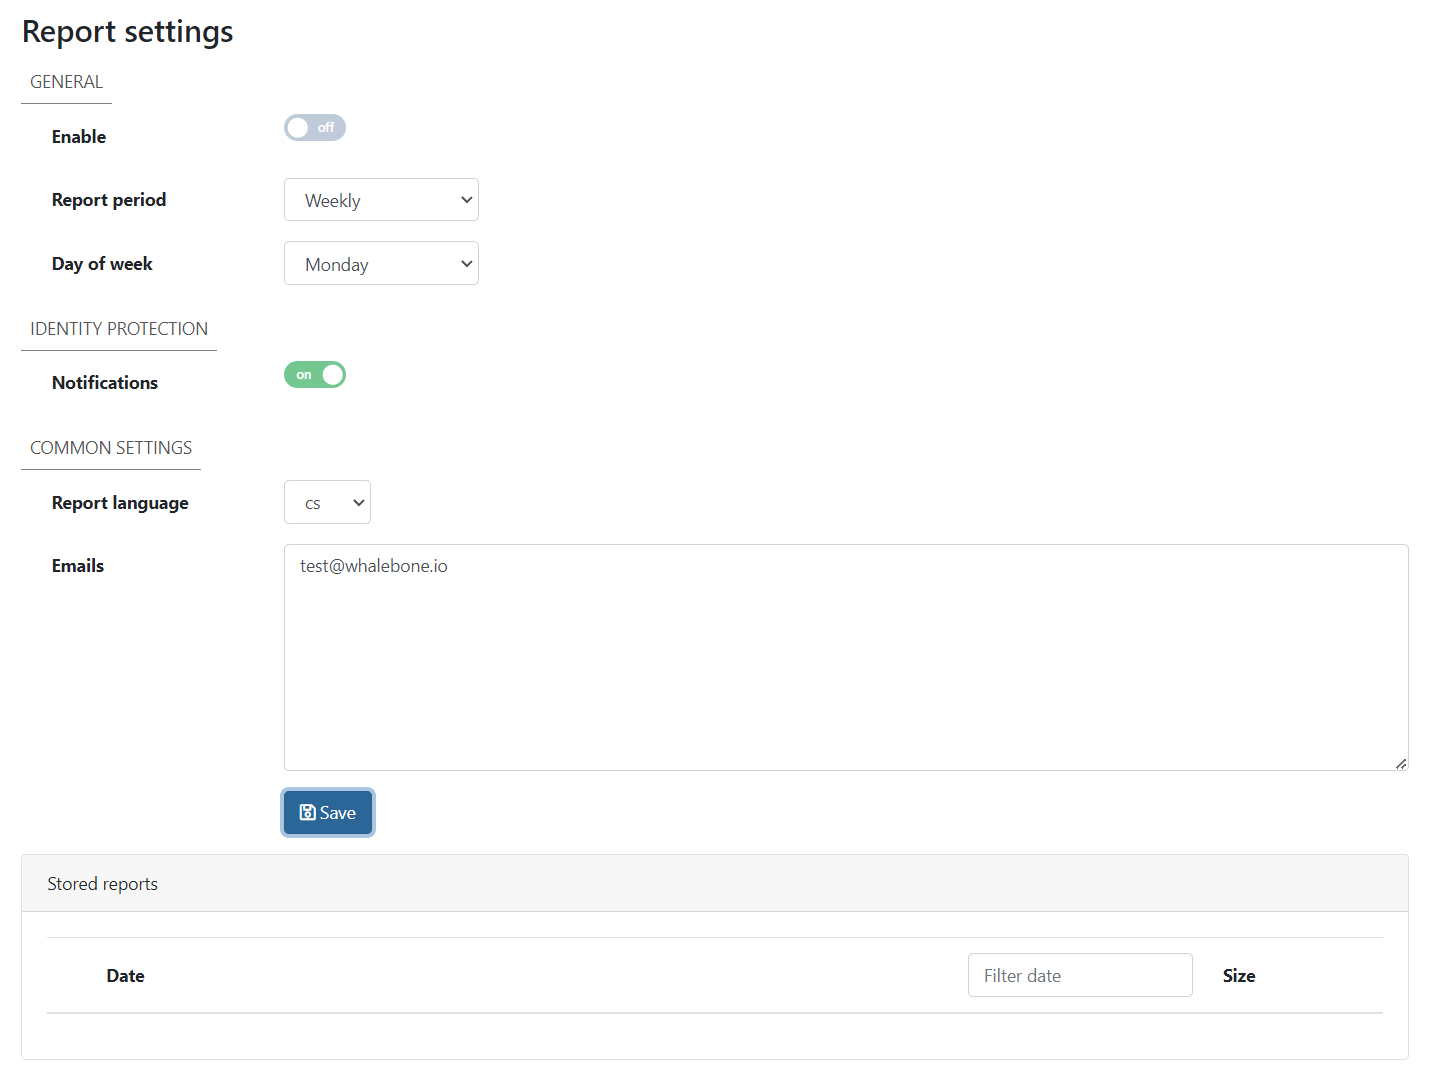 Report settings
GENERAL
Enable
off
Report period
Weekly
Day of week
Monday
IDENTITY PROTECTION
Notifications
on
COMMON SETTINGS
Report language
cs
Emails
test@whalebone.io
Save
Stored reports
Date
Filter date
Size